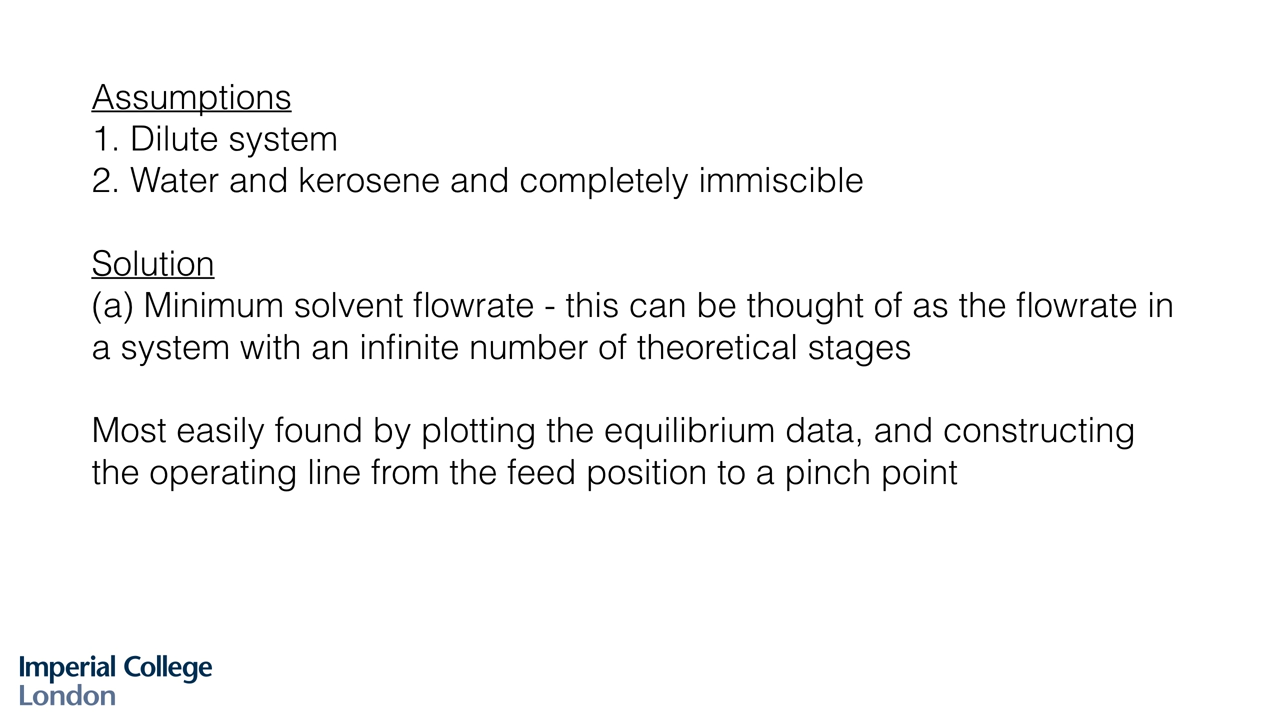 Assumptions
1. Dilute system
2. Water and kerosene and completely immiscible
Solution
(a) Minimum solvent flowrate - this can be thought of as the flowrate in
a system with an infinite number of theoretical stages
Most easily found by plotting the equilibrium data, and constructing
the operating line from the feed position to a pinch point
Imperial College
London